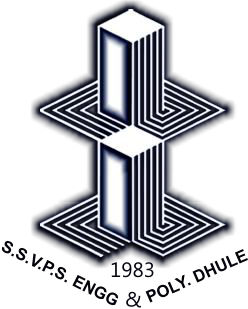 1983
S.S.V.P.S. ENGG & POLY. DHULE